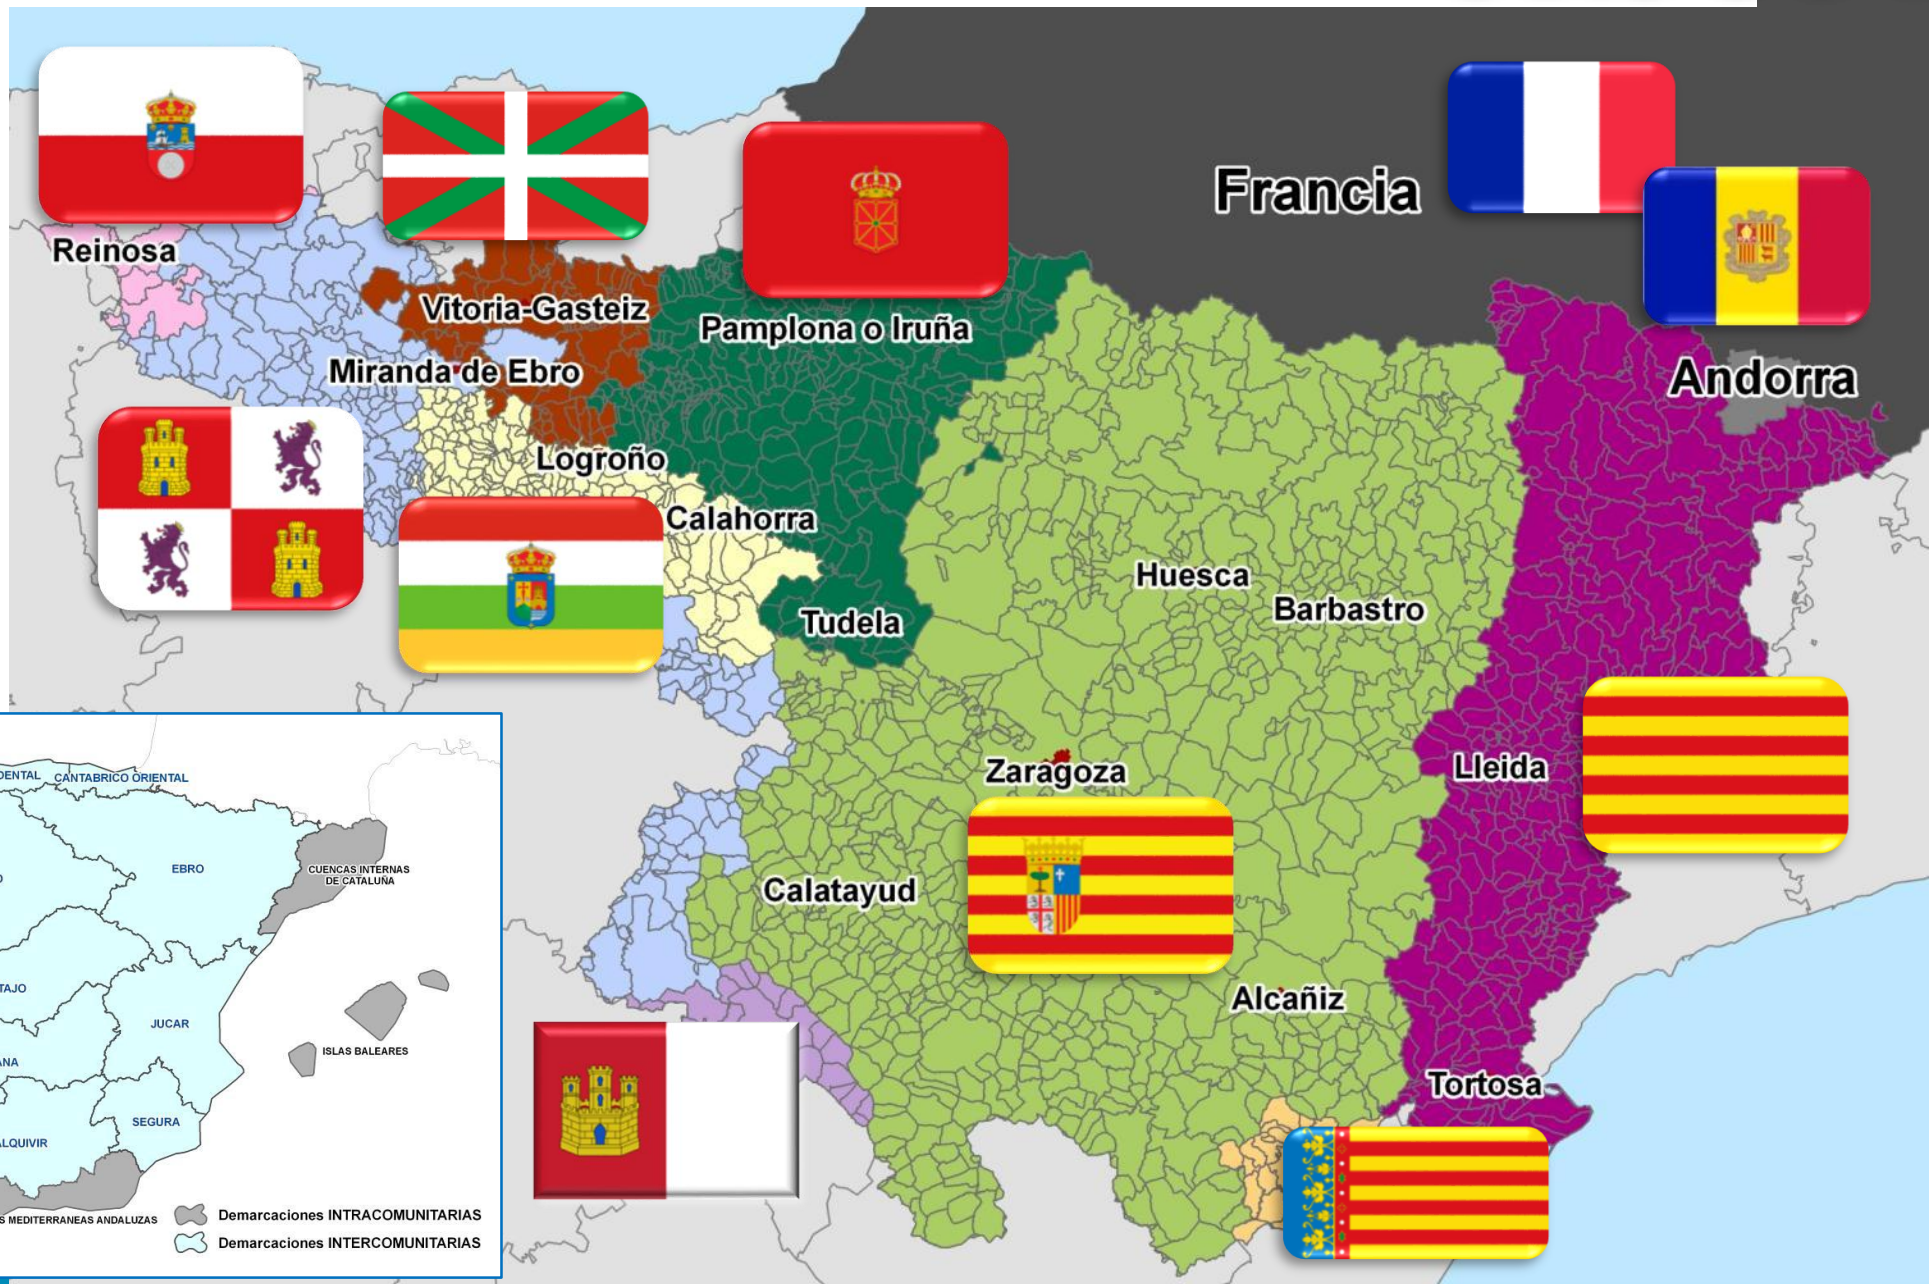 Francia
Reinosa
Vitoria-Gasteiz
Pamplona o Iruña
Miranda de Ebro
Andorra
Logroño
Calahorra
Huesca
Barbastro
Tudela
Zaragoza
Lleida
Calatayud
Alcañiz
Tortosa
DENTAL
CANTABRICO ORIENTAL
EBRO
CUENCAS INTERNAS
DE CATALUÑA
TAJO
JUCAR
ISLAS BALEARES
ANA
SEGURA
ALQUIVIR
S MEDITERRANEAS ANDALUZAS
Demarcaciones INTRACOMUNITARIAS
Demarcaciones INTERCOMUNITARIAS